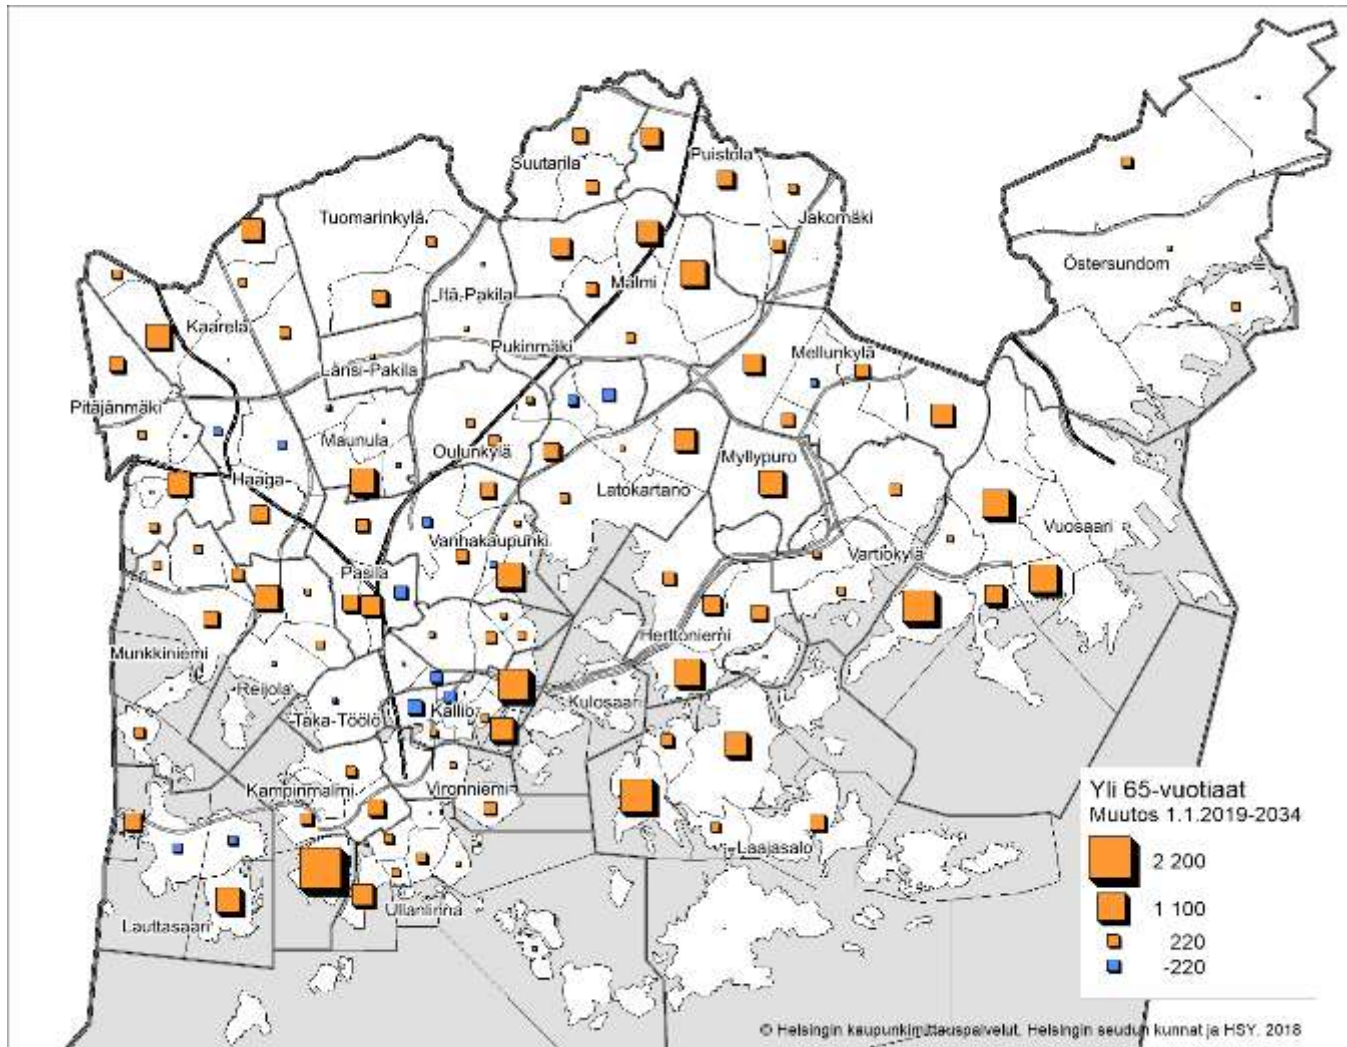 Suutarila
Puistola
Tuomarinkylä
Jakomäki
Östersundom
Itä-Pakila
Malmi
Kaarela
Pukinmäki
Mellunkylä
Länsi-Pakila
Pitäjänmäki
Maunula
Oulunkylä
Myllypuro
Haaga
Latokartano
Vuosaari
Vanhakaupunki
Vartiokylä
Pasila
Herttoniemi
Munkkiniemi
Reijola
Kulosaari
Taka-Töölö
Kallio
Kampinmalmi
Vironniemi
Yli 65-vuotiaat
Muutos 1.1.2019-2034
2 200
1 100
220
-220
Laajasalo
Ullanlinna
Lauttasaari
© Helsingin kaupunkimittauspalvelut, Helsingin seudun kunnat ja HSY, 2018